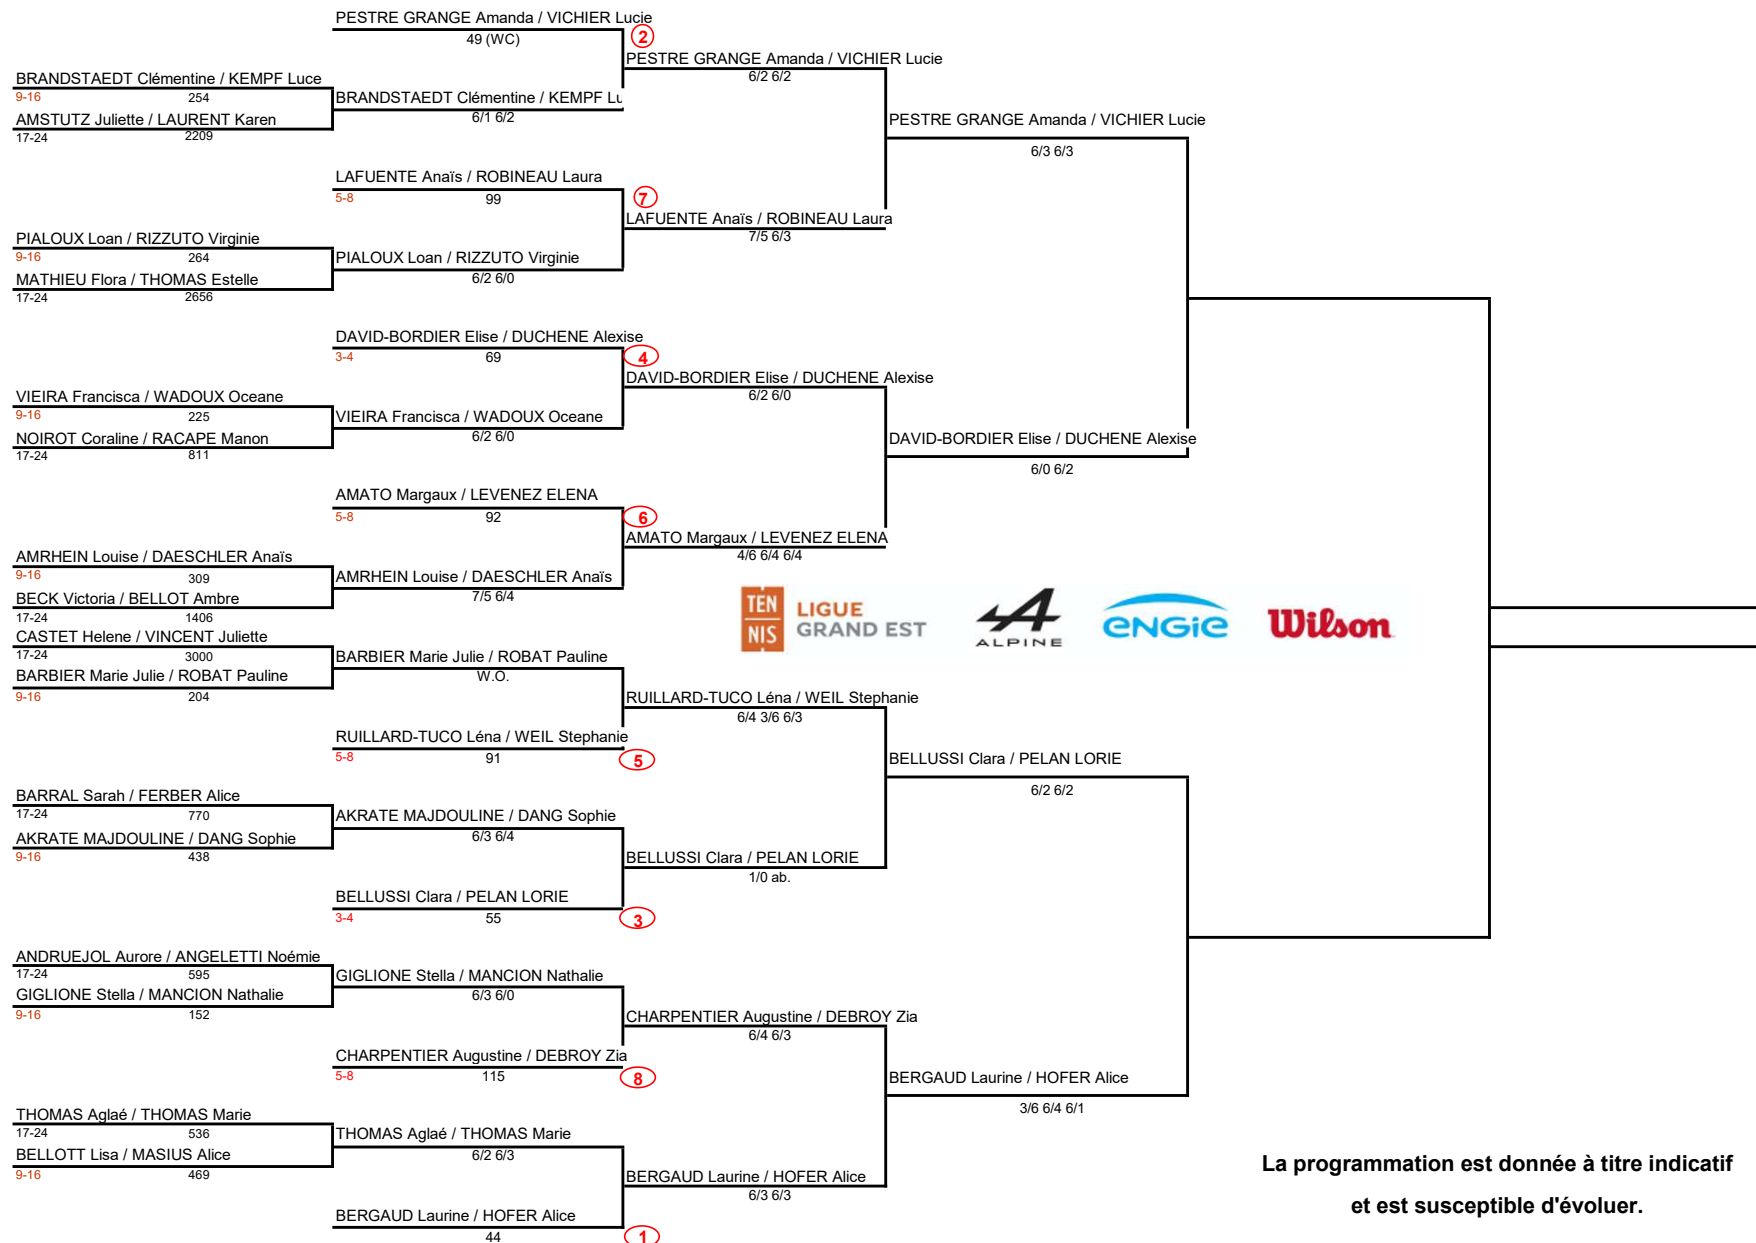 PESTRE GRANGE Amanda / VICHIER Lucie
49 (WC)
2
PESTRE GRANGE Amanda / VICHIER Lucie
6/2 6/2
BRANDSTAEDT Clémentine / KEMPF Luce
9-16 254
BRANDSTAEDT Clémentine / KEMPF Lu
6/1 6/2
AMSTUTZ Juliette / LAURENT Karen
17-24 2209
PESTRE GRANGE Amanda / VICHIER Lucie
6/3 6/3
LAFUENTE Anaïs / ROBINEAU Laura
5-8 99
7
LAFUENTE Anaïs / ROBINEAU Laura
7/5 6/3
PIALOUX Loan / RIZZUTO Virginie
9-16 264
PIALOUX Loan / RIZZUTO Virginie
6/2 6/0
MATHIEU Flora / THOMAS Estelle
17-24 2656
DAVID-BORDIER Elise / DUCHENE Alexise
3-4 69
4
DAVID-BORDIER Elise / DUCHENE Alexise
6/2 6/0
VIEIRA Francisca / WADOUX Oceane
9-16 225
VIEIRA Francisca / WADOUX Oceane
6/2 6/0
NOIROT Coraline / RACAPE Manon
17-24 811
DAVID-BORDIER Elise / DUCHENE Alexise
6/0 6/2
AMATO Margaux / LEVENEZ ELENA
5-8 92
6
AMATO Margaux / LEVENEZ ELENA
4/6 6/4 6/4
AMRHEIN Louise / DAESCHLER Anaïs
9-16 309
AMRHEIN Louise / DAESCHLER Anaïs
7/5 6/4
BECK Victoria / BELLOT Ambre
17-24 1406
TEN
NIS
LIGUE
GRAND EST
ALPINE
ENGIE
Wilson
CASTET Helene / VINCENT Juliette
17-24 3000
BARBIER Marie Julie / ROBAT Pauline
W.O.
BARBIER Marie Julie / ROBAT Pauline
9-16 204
RUILLARD-TUCO Léna / WEIL Stephanie
6/4 3/6 6/3
RUILLARD-TUCO Léna / WEIL Stephanie
5-8 91
5
BELLUSSI Clara / PELAN LORIE
6/2 6/2
BARRAL Sarah / FERBER Alice
17-24 770
AKRATE MAJDOULINE / DANG Sophie
6/3 6/4
AKRATE MAJDOULINE / DANG Sophie
9-16 438
BELLUSSI Clara / PELAN LORIE
1/0 ab.
BELLUSSI Clara / PELAN LORIE
3-4 55
3
ANDRUEJOL Aurore / ANGELETTI Noémie
17-24 595
GIGLIONE Stella / MANCION Nathalie
6/3 6/0
GIGLIONE Stella / MANCION Nathalie
9-16 152
CHARPENTIER Augustine / DEBROY Zia
6/4 6/3
CHARPENTIER Augustine / DEBROY Zia
5-8 115
8
BERGAUD Laurine / HOFER Alice
3/6 6/4 6/1
THOMAS Aglaé / THOMAS Marie
17-24 536
THOMAS Aglaé / THOMAS Marie
6/2 6/3
BELLOTT Lisa / MASIUS Alice
9-16 469
BERGAUD Laurine / HOFER Alice
6/3 6/3
BERGAUD Laurine / HOFER Alice
44
1
La programmation est donnée à titre indicatif
et est susceptible d'évoluer.